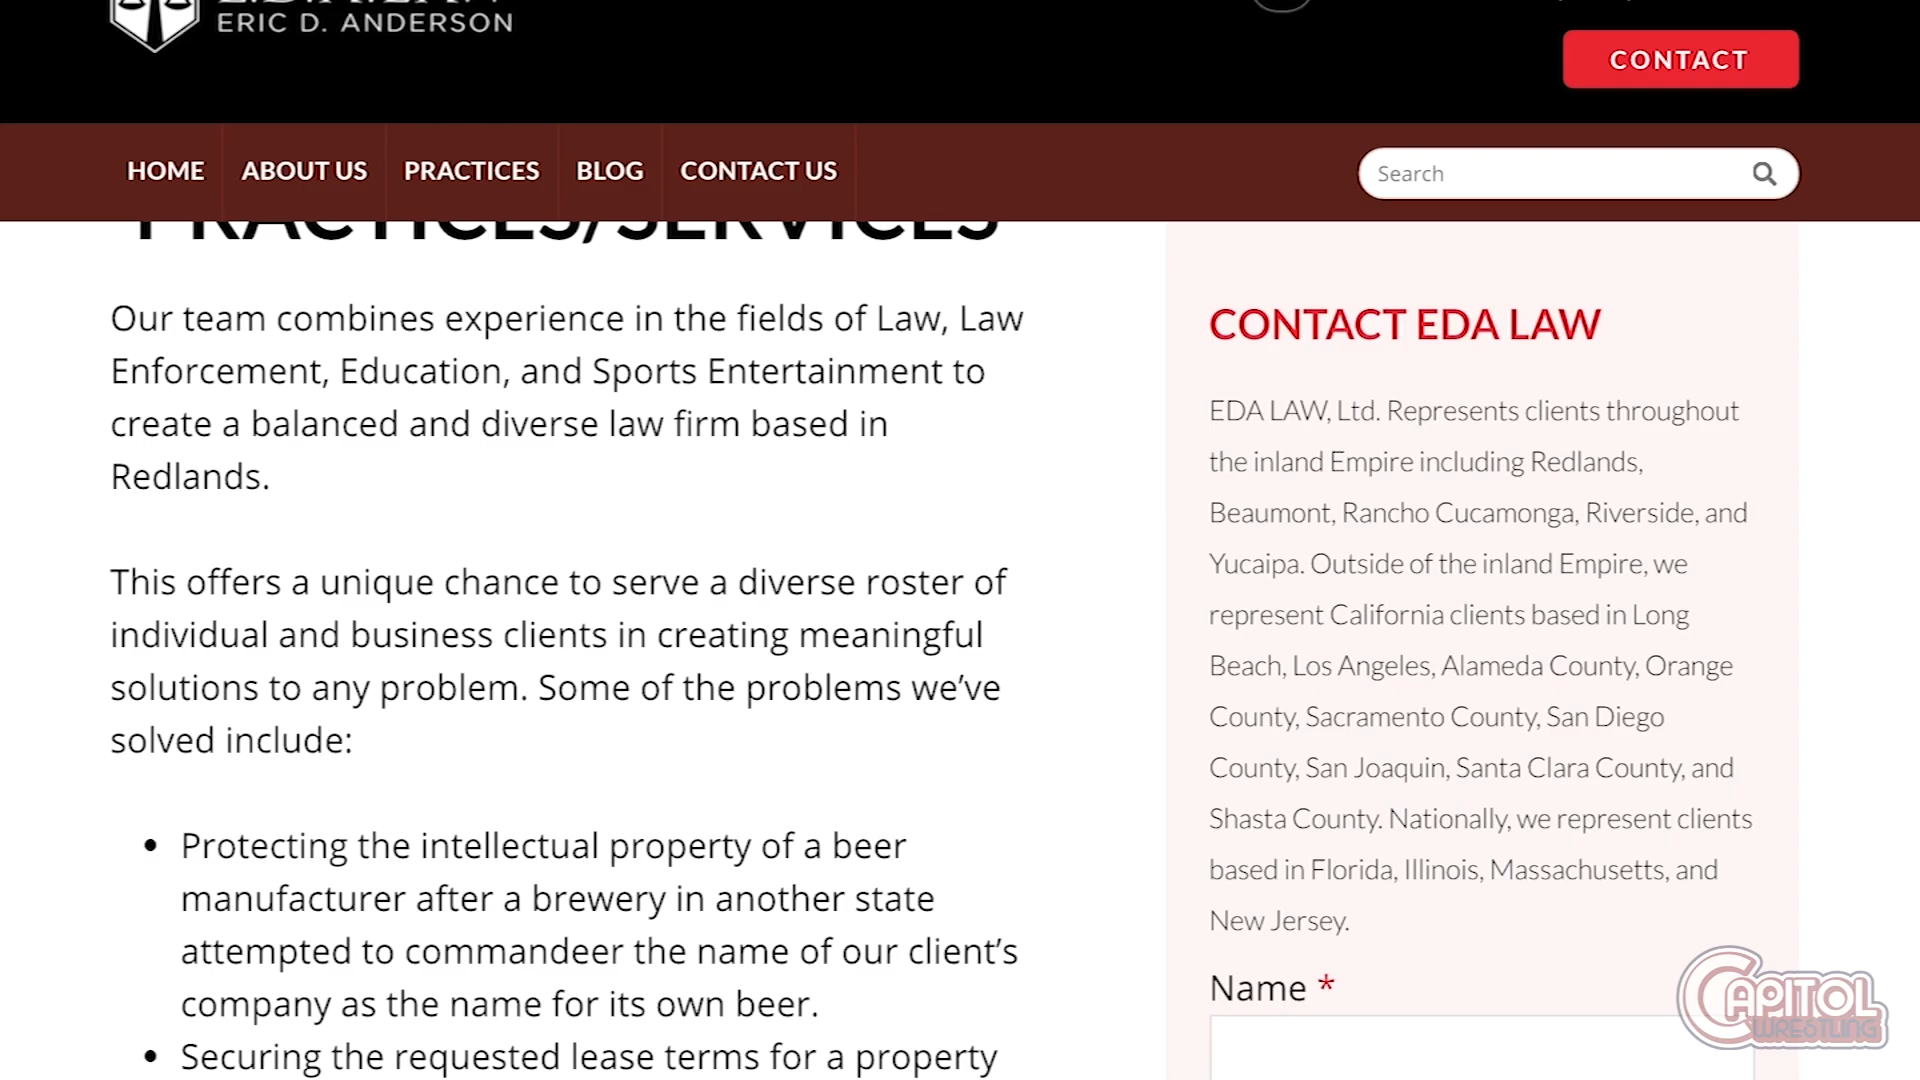 ERIC D. ANDERSON
CONTACT
HOME ABOUT US PRACTICES BLOG CONTACT US
Search
PRACTICES/SERVICES
Our team combines experience in the fields of Law, Law
Enforcement, Education, and Sports Entertainment to
create a balanced and diverse law firm based in
Redlands.
This offers a unique chance to serve a diverse roster of
individual and business clients in creating meaningful
solutions to any problem. Some of the problems we’ve
solved include:
• Protecting the intellectual property of a beer
manufacturer after a brewery in another state
attempted to commandeer the name of our client’s
company as the name for its own beer.
• Securing the requested lease terms for a property
CONTACT EDA LAW
EDA LAW, Ltd. Represents clients throughout
the inland Empire including Redlands,
Beaumont, Rancho Cucamonga, Riverside, and
Yucaipa. Outside of the inland Empire, we
represent California clients based in Long
Beach, Los Angeles, Alameda County, Orange
County, Sacramento County, San Diego
County, San Joaquin, Santa Clara County, and
Shasta County. Nationally, we represent clients
based in Florida, Illinois, Massachusetts, and
New Jersey.
Name *
CAPITOL
WRESTLING